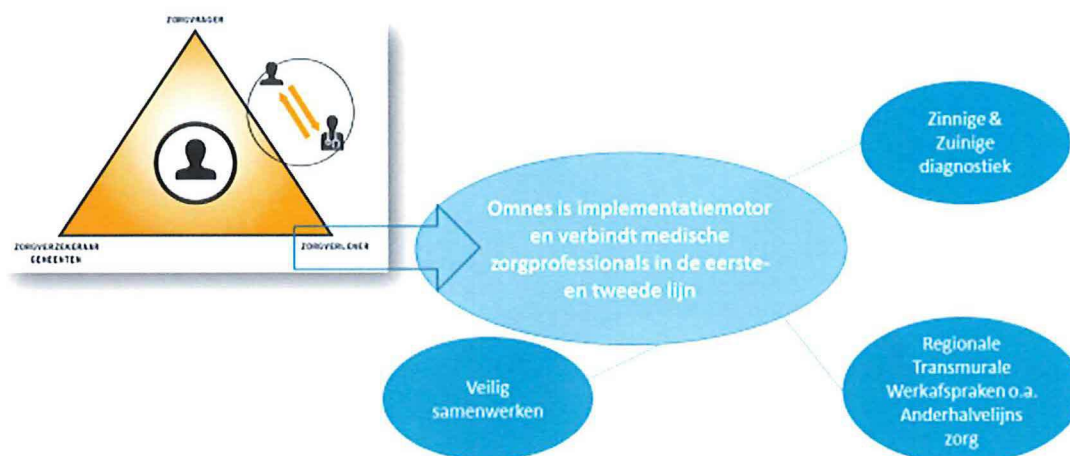 ZORGVRAGER
ZORGVERZEKERAAR
GEMEENTEN
ZORGVERLENER
Omnes is implementatiemotor
en verbindt medische
zorgprofessionals in de eerste-
en tweede lijn
Zinnige &
Zuinige
diagnostiek
Veilig
samenwerken
Regionale
Transmurale
Werkafspraken o.a.
Anderhalvelijns
zorg